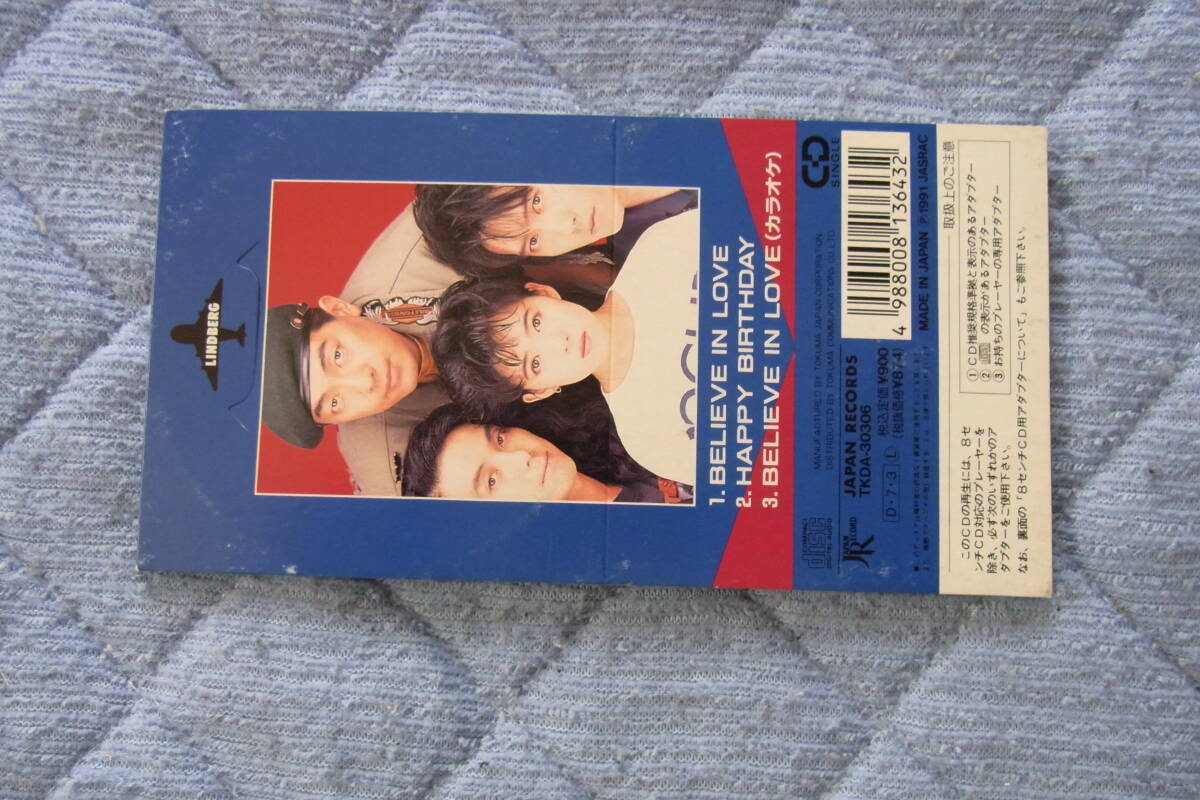 LINDBERG
1. BELIEVE IN LOVE
2. HAPPY BIRTHDAY
3. BELIEVE IN LOVE (カラオケ)
CD
SINGLE
COMPACT
disc
DIGITAL AUDIO
MANUFACTURED BY TOKUMA JAPAN CORPORATION
DISTRIBUTED BY TOKUMA COMMUNICATIONS CO.,LTD.
JAPAN RECORD
JAPAN RECORDS
TKDA-30306
D・7・3 L
税込定価¥900
(税抜価格¥874)
4 988008 136432
MADE IN JAPAN P 1991 JASRAC
取扱上のご注意
このCDの再生には、8セ
ンチCD対応のプレーヤーを
除き、必ず次のいずれかのア
ダプターをご使用下さい。
①CD推奨規格準拠と表示のあるアダプター
② の表示があるアダプター
③お持ちのプレーヤーの専用アダプター
なお、裏面の「8センチCD用アダプターについて」もご参照下さい。